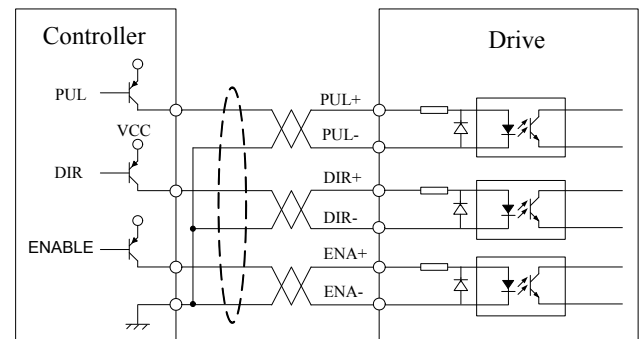 Controller
Drive
PUL
PUL+
PUL-
VCC
DIR
DIR+
DIR-
ENABLE
ENA+
ENA-